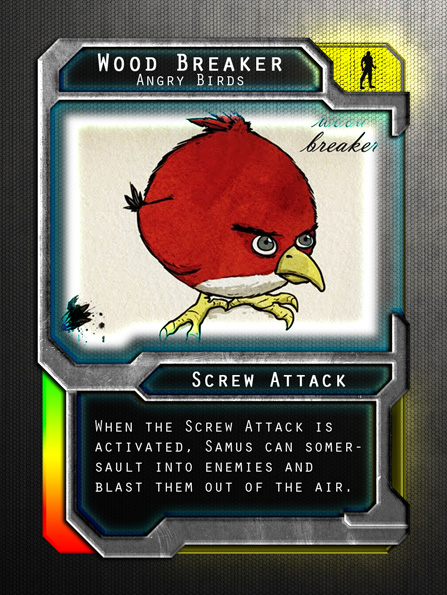 Wood Breaker
Angry Birds
wood
breaker
Screw Attack
When the Screw Attack is
activated, Samus can somer-
sault into enemies and
blast them out of the air.